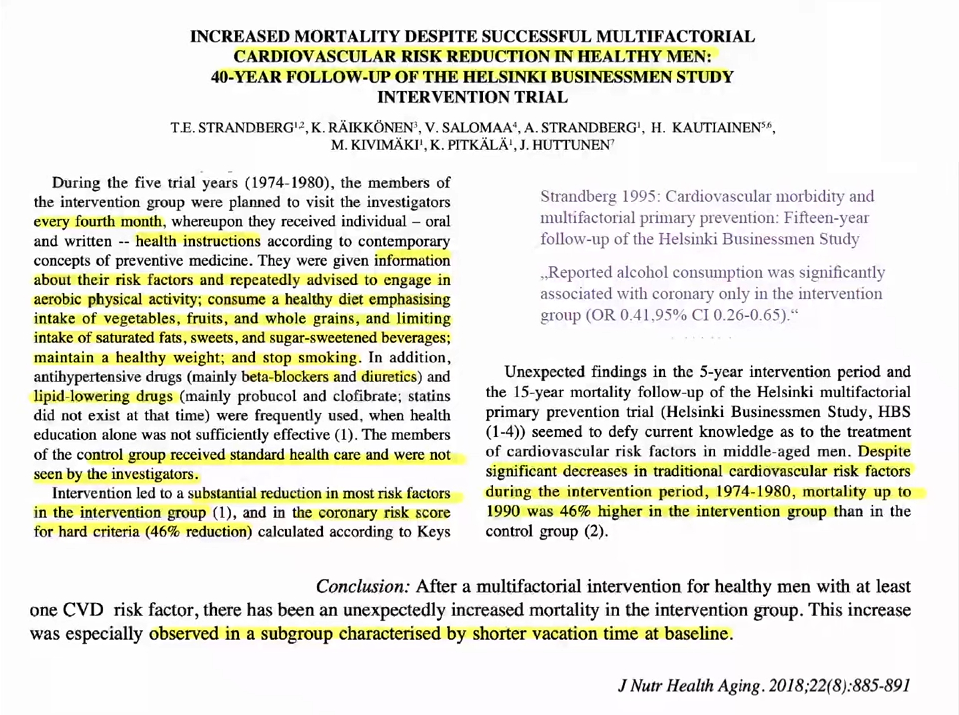 INCREASED MORTALITY DESPITE SUCCESSFUL MULTIFACTORIAL
CARDIOVASCULAR RISK REDUCTION IN HEALTHY MEN:
40-YEAR FOLLOW-UP OF THE HELSINKI BUSINESSMEN STUDY
INTERVENTION TRIAL
T.E. STRANDBERG¹,², K. RÄIKKÖNEN³, V. SALOMAA⁴, A. STRANDBERG¹, H. KAUTIAINEN⁵,⁶,
M. KIVIMÄKI¹, K. PITKÄLÄ¹, J. HUTTUNEN⁷
During the five trial years (1974-1980), the members of
the intervention group were planned to visit the investigators
every fourth month, whereupon they received individual – oral
and written -- health instructions according to contemporary
concepts of preventive medicine. They were given information
about their risk factors and repeatedly advised to engage in
aerobic physical activity; consume a healthy diet emphasising
intake of vegetables, fruits, and whole grains, and limiting
intake of saturated fats, sweets, and sugar-sweetened beverages;
maintain a healthy weight; and stop smoking. In addition,
antihypertensive drugs (mainly beta-blockers and diuretics) and
lipid-lowering drugs (mainly probucol and clofibrate; statins
did not exist at that time) were frequently used, when health
education alone was not sufficiently effective (1). The members
of the control group received standard health care and were not
seen by the investigators.
Intervention led to a substantial reduction in most risk factors
in the intervention group (1), and in the coronary risk score
for hard criteria (46% reduction) calculated according to Keys
Strandberg 1995: Cardiovascular morbidity and
multifactorial primary prevention: Fifteen-year
follow-up of the Helsinki Businessmen Study
„Reported alcohol consumption was significantly
associated with coronary only in the intervention
group (OR 0.41,95% CI 0.26-0.65).“
Unexpected findings in the 5-year intervention period and
the 15-year mortality follow-up of the Helsinki multifactorial
primary prevention trial (Helsinki Businessmen Study, HBS
(1-4)) seemed to defy current knowledge as to the treatment
of cardiovascular risk factors in middle-aged men. Despite
significant decreases in traditional cardiovascular risk factors
during the intervention period, 1974-1980, mortality up to
1990 was 46% higher in the intervention group than in the
control group (2).
Conclusion: After a multifactorial intervention for healthy men with at least
one CVD risk factor, there has been an unexpectedly increased mortality in the intervention group. This increase
was especially observed in a subgroup characterised by shorter vacation time at baseline.
J Nutr Health Aging. 2018;22(8):885-891